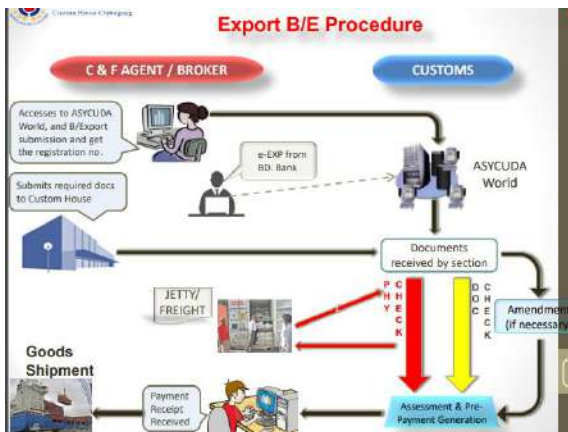 Custom House Chittagong
Export B/E Procedure
C & F AGENT / BROKER
CUSTOMS
Accesses to ASYCUDA
World, and B/Export
submission and get
the registration no.
e-EXP from
BD. Bank
ASYCUDA
World
Submits required docs
to Custom House
Documents
received by section
JETTY/
FREIGHT
PHY
CHECK
DOC
CHECK
Amendment
(if necessary
Goods
Shipment
Payment
Receipt
Received
Assessment & Pre-
Payment Generation